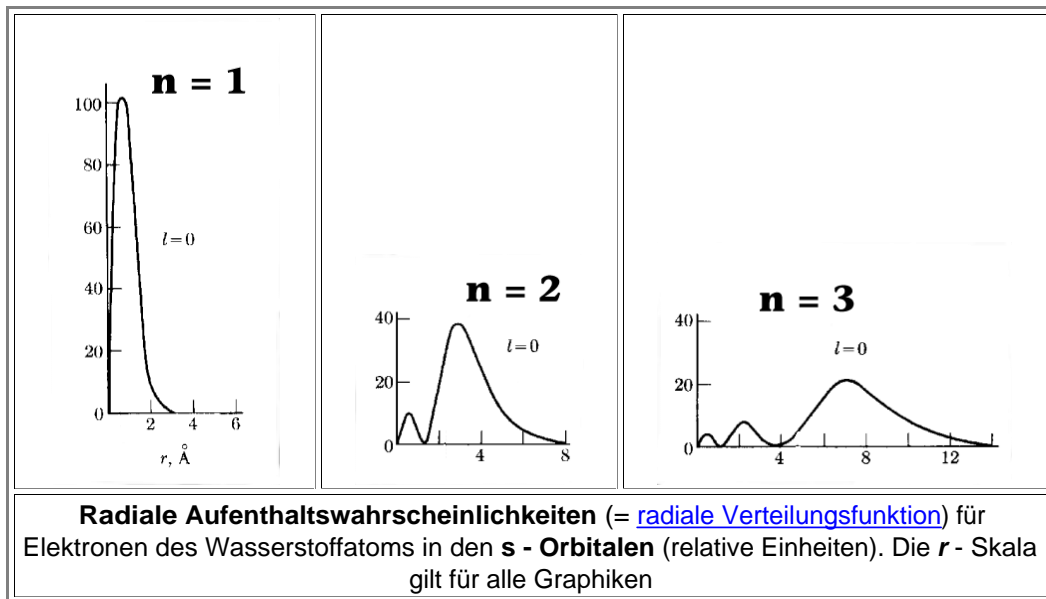 n = 1
100
80
60
40
20
0
l=0
2 4 6
r, Å
n = 2
40
20
0
l=0
4 8
n = 3
40
20
0
l=0
4 8 12
Radiale Aufenthaltswahrscheinlichkeiten (= radiale Verteilungsfunktion) für
Elektronen des Wasserstoffatoms in den s - Orbitalen (relative Einheiten). Die r - Skala
gilt für alle Graphiken